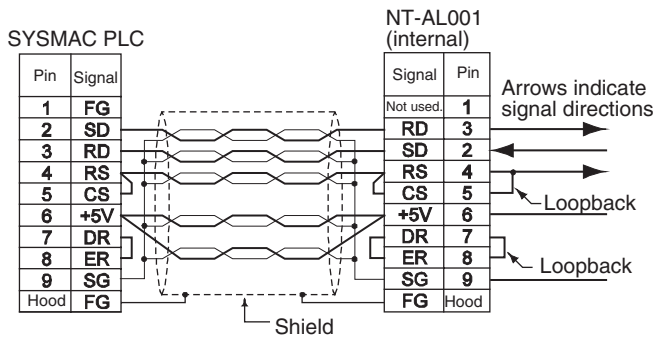 NT-AL001
SYSMAC PLC (internal)
Pin Signal Signal Pin
Arrows indicate
signal directions
1 FG Not used. 1
2 SD RD 3
3 RD SD 2
4 RS RS 4
5 CS CS 5
Loopback
6 +5V +5V 6
7 DR DR 7
8 ER ER 8
Loopback
9 SG SG 9
Hood FG FG Hood
Shield